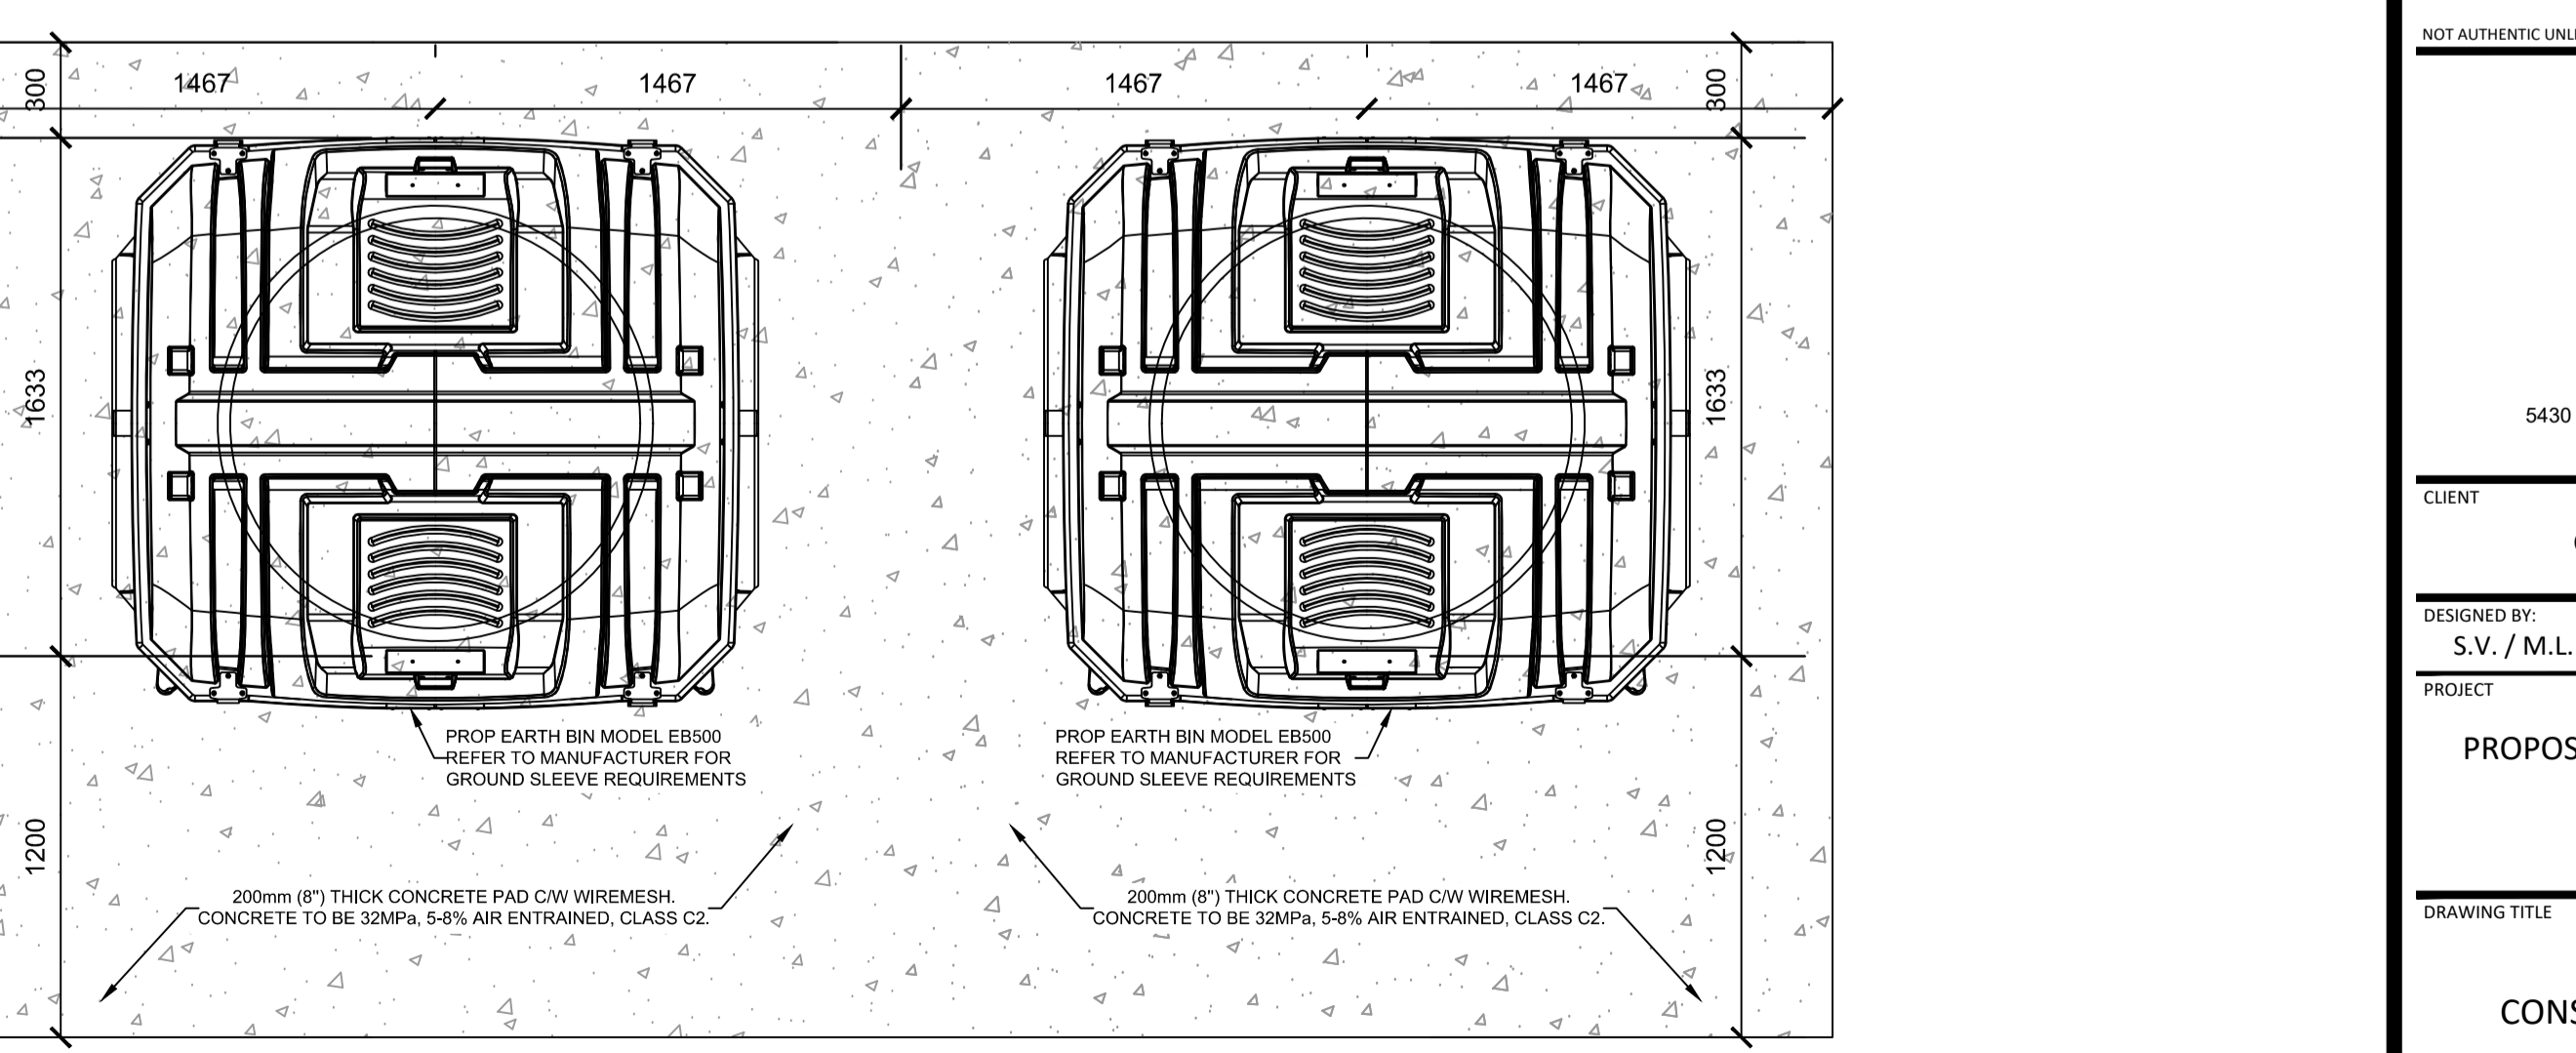 NOT AUTHENTIC UNL
1467
1467
1467
1467
300
300
1633
1633
5430
CLIENT
DESIGNED BY:
S.V. / M.L.
PROJECT
PROP EARTH BIN MODEL EB500
REFER TO MANUFACTURER FOR
GROUND SLEEVE REQUIREMENTS
PROP EARTH BIN MODEL EB500
REFER TO MANUFACTURER FOR
GROUND SLEEVE REQUIREMENTS
PROPOS
1200
1200
200mm (8") THICK CONCRETE PAD C/W WIREMESH.
CONCRETE TO BE 32MPa, 5-8% AIR ENTRAINED, CLASS C2.
200mm (8") THICK CONCRETE PAD C/W WIREMESH.
CONCRETE TO BE 32MPa, 5-8% AIR ENTRAINED, CLASS C2.
DRAWING TITLE
CONS